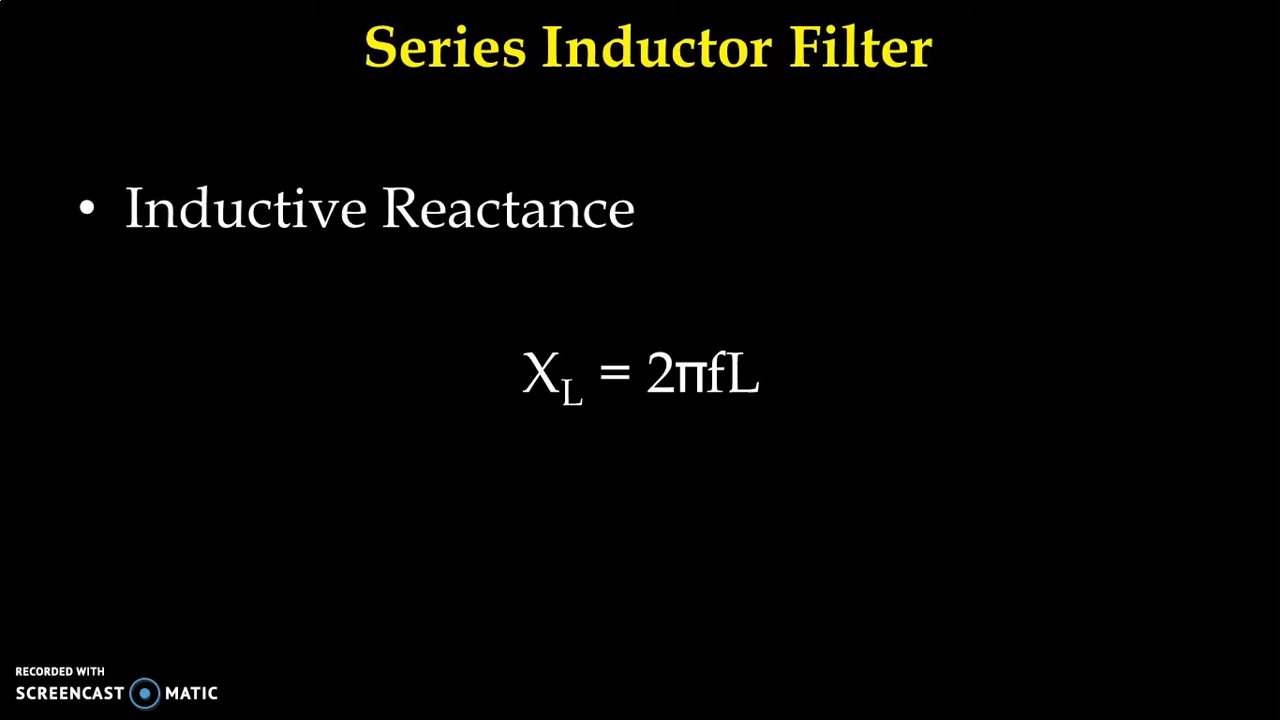 Series Inductor Filter
• Inductive Reactance
X_L = 2πfL
RECORDED WITH
SCREENCAST MATIC